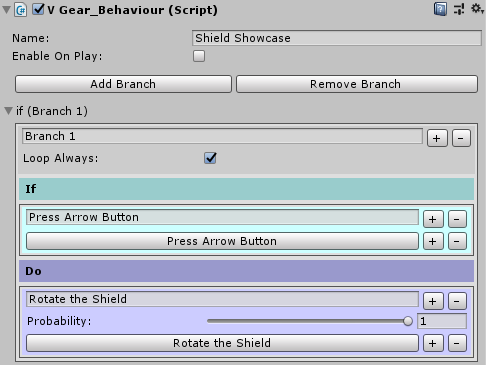 V Gear_Behaviour (Script)
Name: Shield Showcase
Enable On Play:
Add Branch Remove Branch
if (Branch 1)
Branch 1 + -
Loop Always:
If
Press Arrow Button + -
Press Arrow Button + -
Do
Rotate the Shield + -
Probability: 1
Rotate the Shield + -